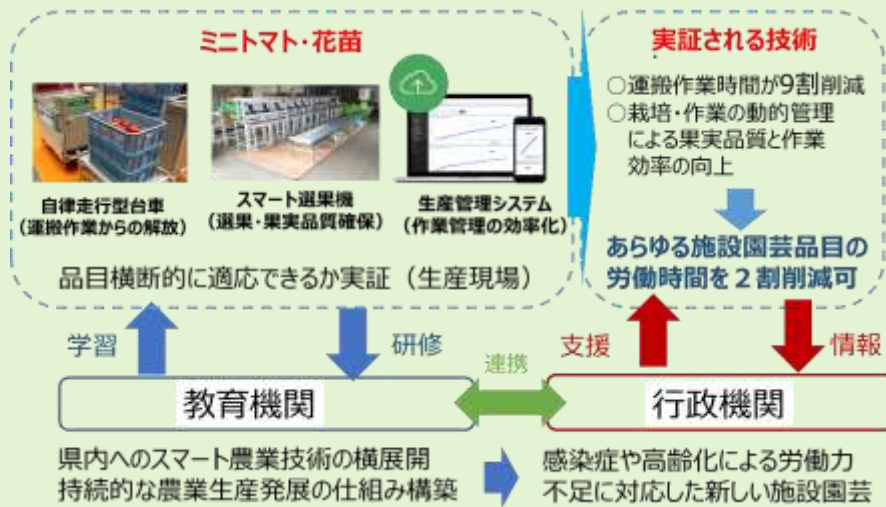 ミニトマト・花苗
自律走行型台車
(運搬作業からの解放)
スマート選果機
(選果・果実品質確保)
生産管理システム
(作業管理の効率化)
品目横断的に適応できるか実証(生産現場)
実証される技術
○運搬作業時間が9割削減
○栽培・作業の動的管理
による果実品質と作業
効率の向上
あらゆる施設園芸品目の
労働時間を2割削減可
学習
研修
連携
支援
情報
教育機関
行政機関
県内へのスマート農業技術の横展開
持続的な農業生産発展の仕組み構築
感染症や高齢化による労働力
不足に対応した新しい施設園芸